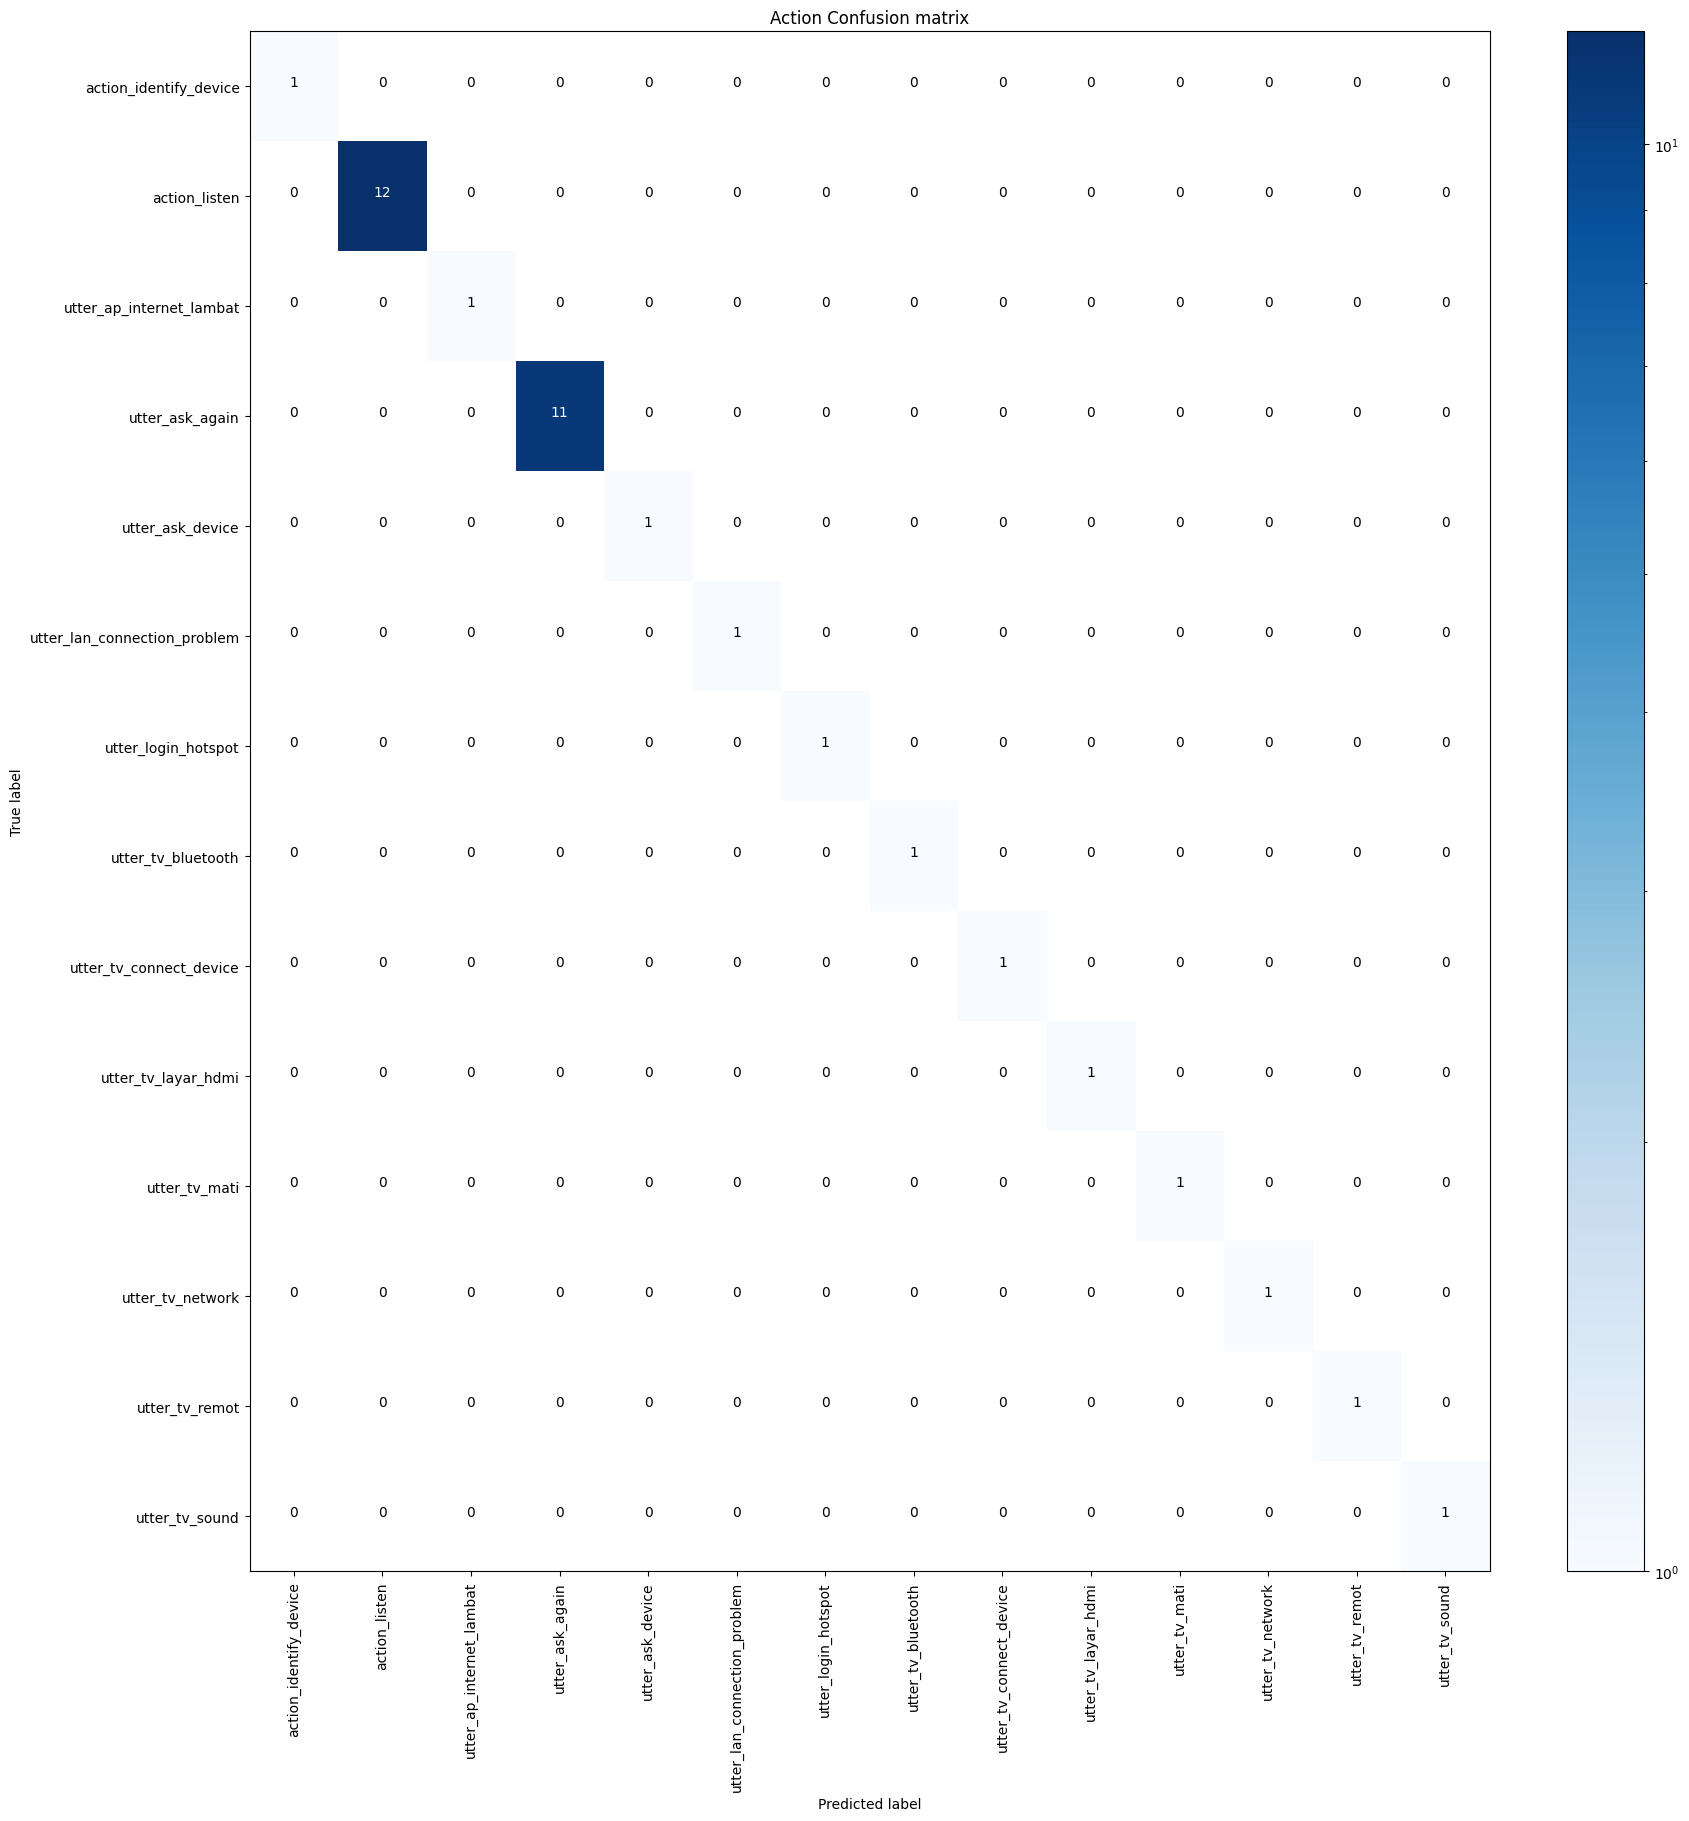 Action Confusion matrix
action_identify_device 1 0 0 0 0 0 0 0 0 0 0 0 0 0
action_listen 0 12 0 0 0 0 0 0 0 0 0 0 0 0
utter_ap_internet_lambat 0 0 1 0 0 0 0 0 0 0 0 0 0 0
utter_ask_again 0 0 0 11 0 0 0 0 0 0 0 0 0 0
utter_ask_device 0 0 0 0 1 0 0 0 0 0 0 0 0 0
utter_lan_connection_problem 0 0 0 0 0 1 0 0 0 0 0 0 0 0
utter_login_hotspot 0 0 0 0 0 0 1 0 0 0 0 0 0 0
utter_tv_bluetooth 0 0 0 0 0 0 0 1 0 0 0 0 0 0
utter_tv_connect_device 0 0 0 0 0 0 0 0 1 0 0 0 0 0
utter_tv_layar_hdmi 0 0 0 0 0 0 0 0 0 1 0 0 0 0
utter_tv_mati 0 0 0 0 0 0 0 0 0 0 1 0 0 0
utter_tv_network 0 0 0 0 0 0 0 0 0 0 0 1 0 0
utter_tv_remot 0 0 0 0 0 0 0 0 0 0 0 0 1 0
utter_tv_sound 0 0 0 0 0 0 0 0 0 0 0 0 0 1
True label
action_identify_device
action_listen
utter_ap_internet_lambat
utter_ask_again
utter_ask_device
utter_lan_connection_problem
utter_login_hotspot
utter_tv_bluetooth
utter_tv_connect_device
utter_tv_layar_hdmi
utter_tv_mati
utter_tv_network
utter_tv_remot
utter_tv_sound
Predicted label
10¹
10⁰